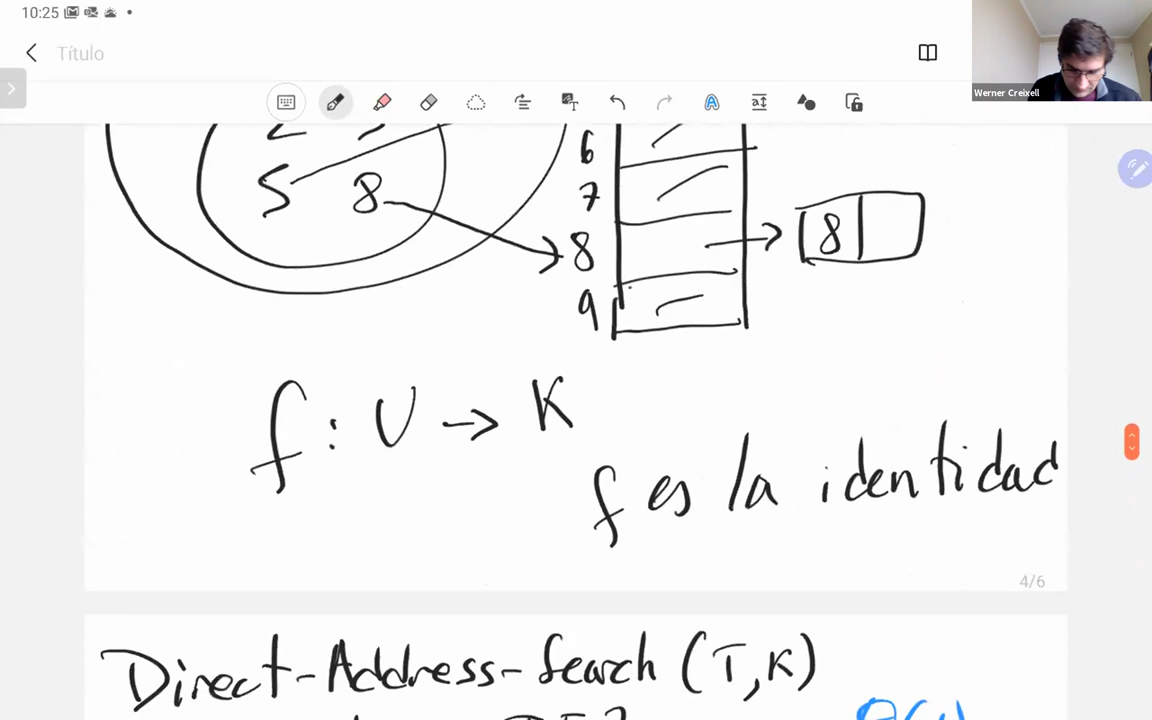 10:25
Título
Werner Creixell
6
7
5 8
8
8
9
f : U → K
f es la identidad
4/6
Direct-Address-Search (T,K)